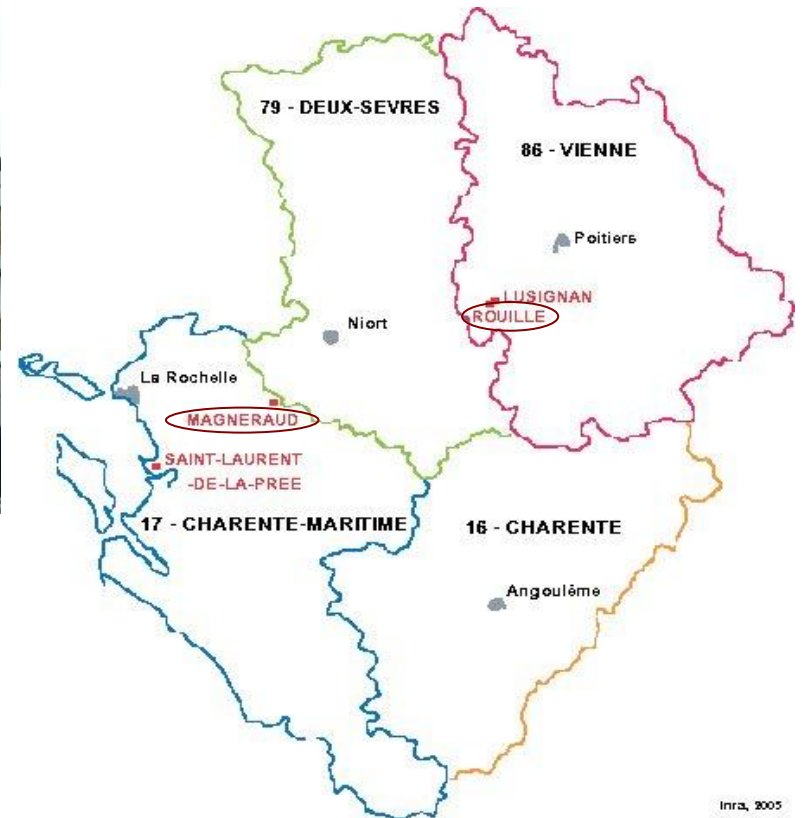 79 - DEUX-SEVRES
86 - VIENNE
Poitiers
LUSIGNAN
ROUILLE
Niort
La Rochelle
MAGNERAUD
SAINT-LAURENT
-DE-LA-PREE
17 - CHARENTE-MARITIME
16 - CHARENTE
Angoulême
Inra, 2005